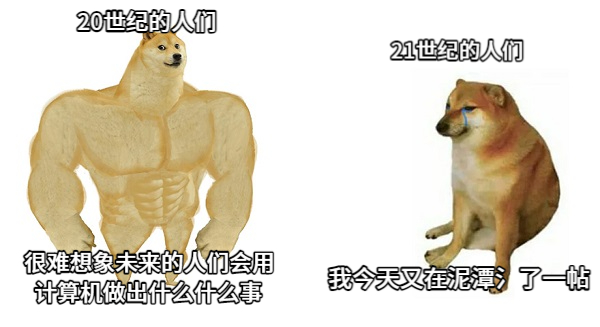 20世纪的人们
很难想象未来的人们会用
计算机做出什么什么事
21世纪的人们
我今天又在泥潭氵了一帖